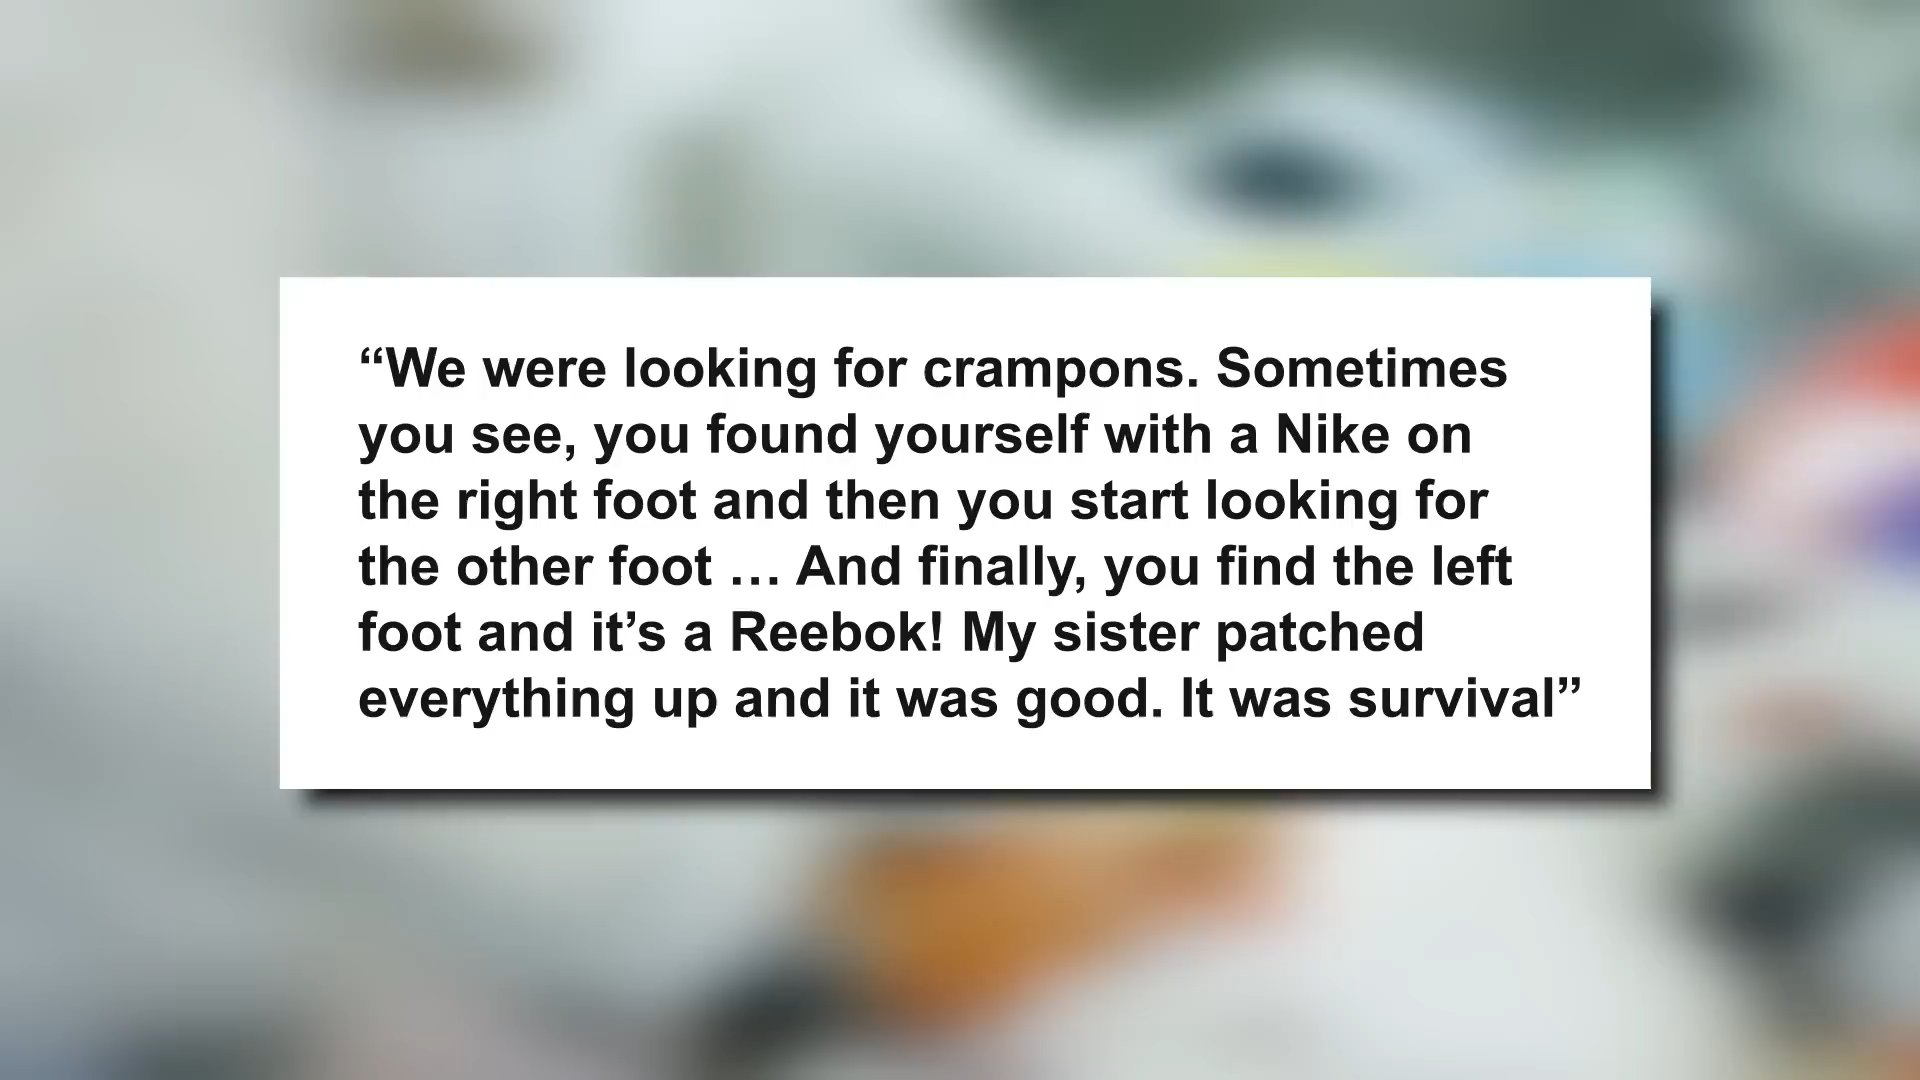 “We were looking for crampons. Sometimes
you see, you found yourself with a Nike on
the right foot and then you start looking for
the other foot … And finally, you find the left
foot and it’s a Reebok! My sister patched
everything up and it was good. It was survival”